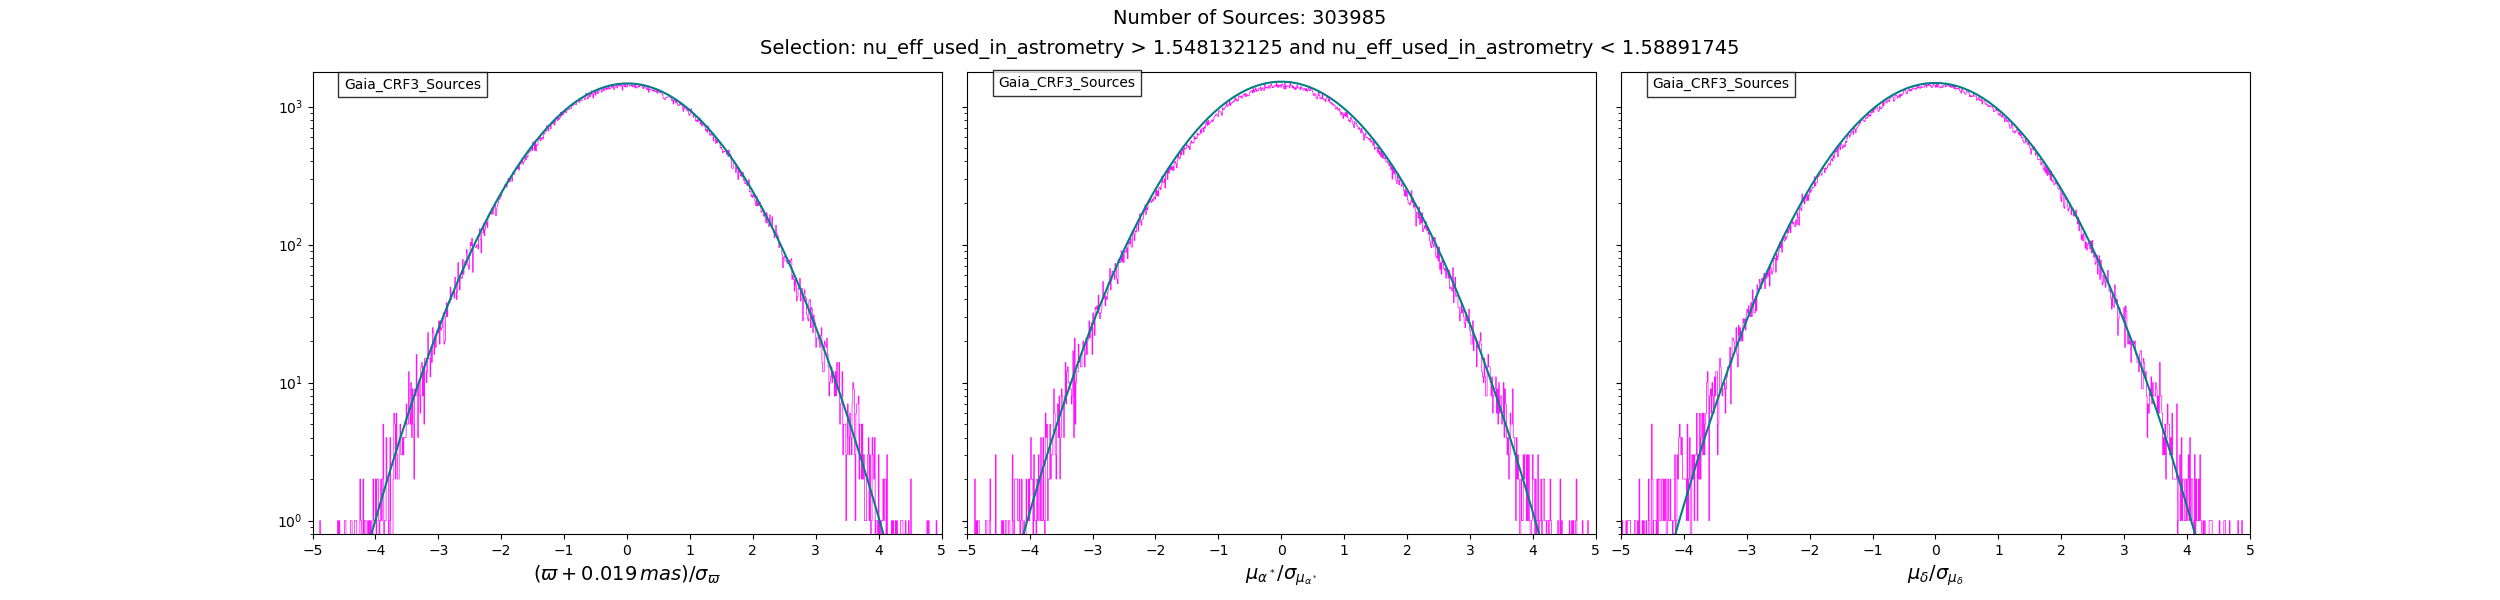 Number of Sources: 303985
Selection: nu_eff_used_in_astrometry > 1.548132125 and nu_eff_used_in_astrometry < 1.58891745
Gaia_CRF3_Sources Gaia_CRF3_Sources Gaia_CRF3_Sources
10³
10²
10¹
10⁰
−5 −4 −3 −2 −1 0 1 2 3 4 5 −5 −4 −3 −2 −1 0 1 2 3 4 5 −5 −4 −3 −2 −1 0 1 2 3 4 5
(ϖ + 0.019 mas)/σ_ϖ μ_α*/σ_μ_α* μ_δ/σ_μ_δ